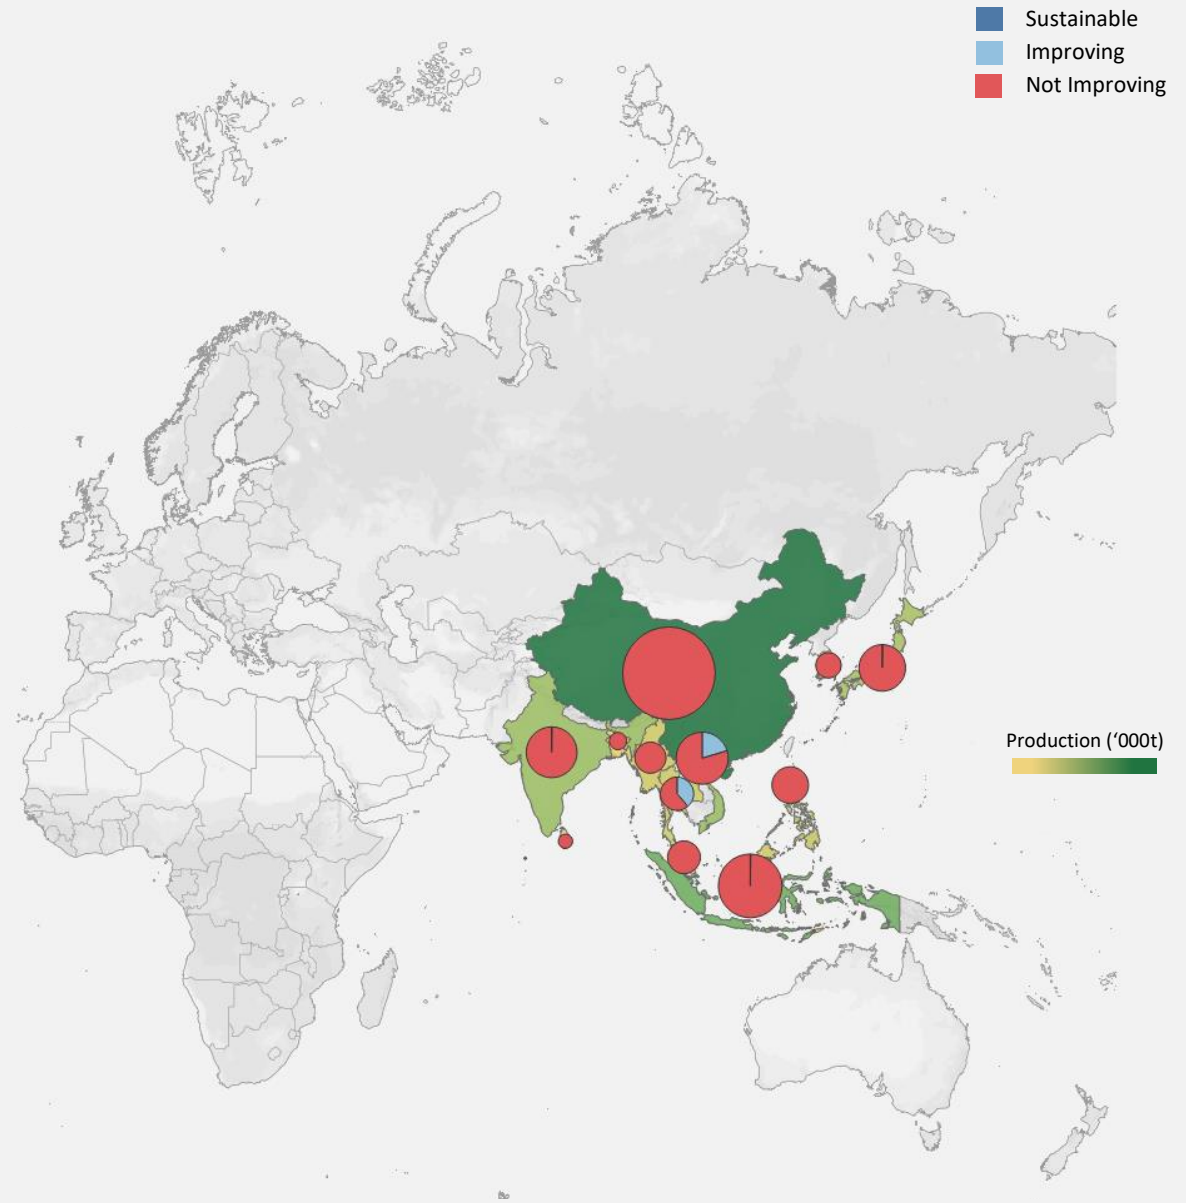 Sustainable
Improving
Not Improving
Production (‘000t)